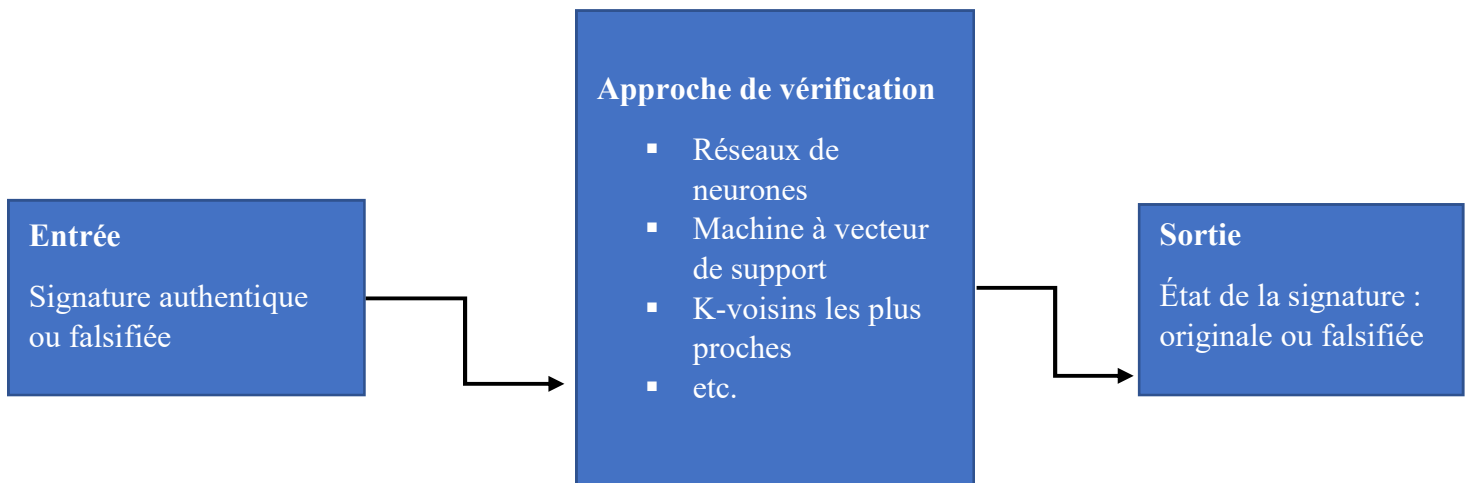 Entrée
Signature authentique
ou falsifiée
Approche de vérification
▪ Réseaux de
neurones
▪ Machine à vecteur
de support
▪ K-voisins les plus
proches
▪ etc.
Sortie
État de la signature :
originale ou falsifiée